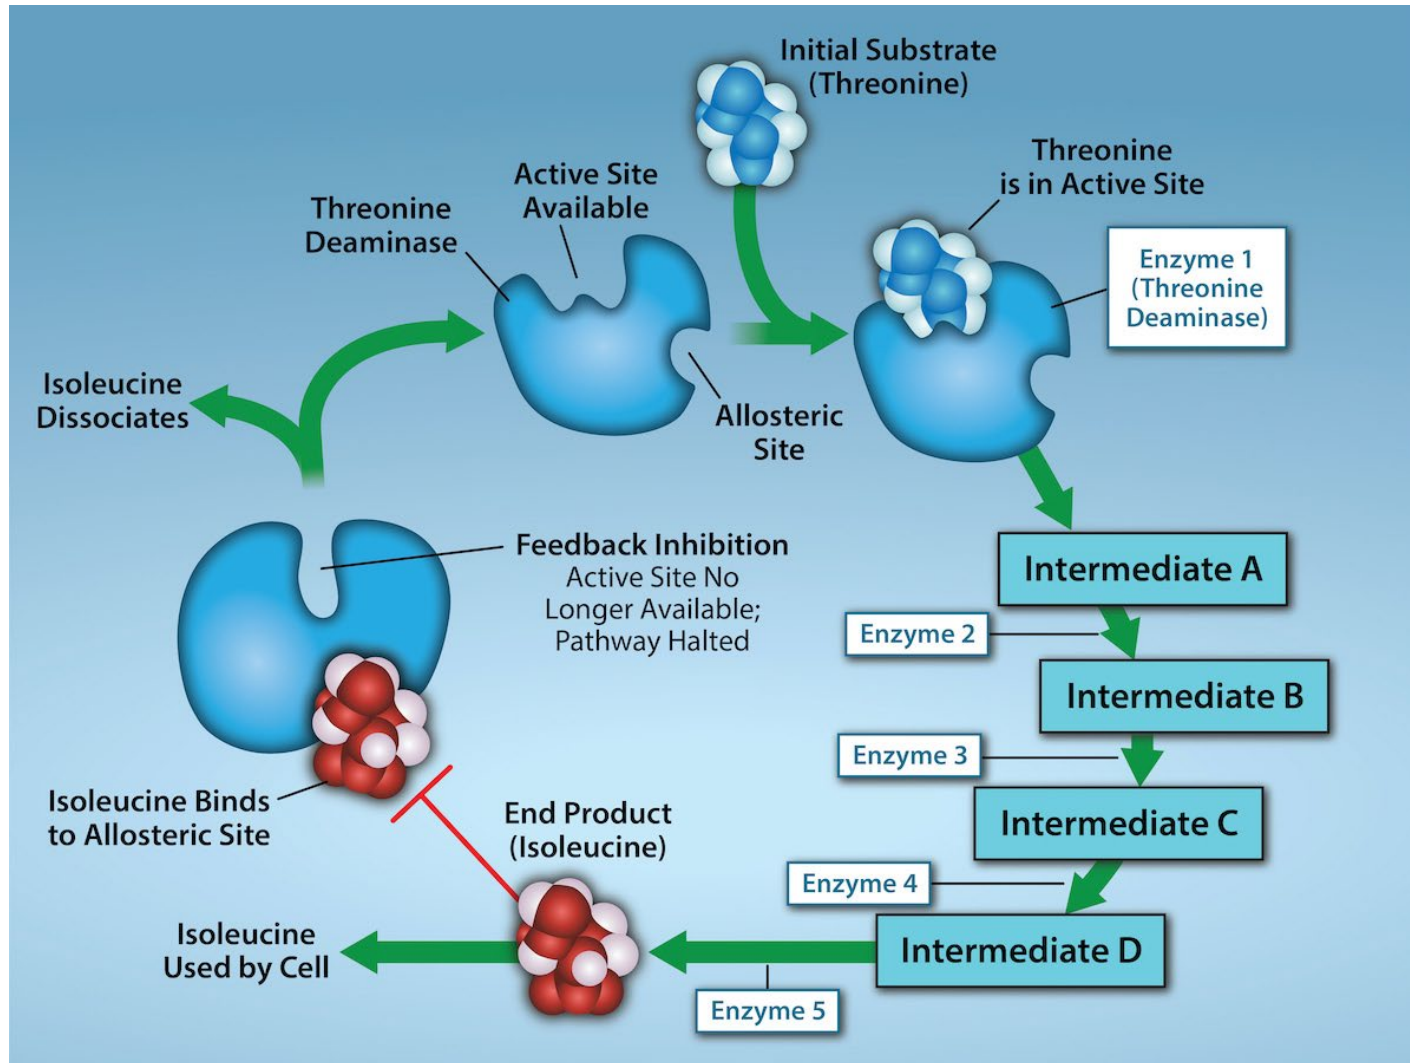 Initial Substrate
(Threonine)
Threonine
is in Active Site
Active Site
Available
Threonine
Deaminase
Enzyme 1
(Threonine
Deaminase)
Isoleucine
Dissociates
Allosteric
Site
Feedback Inhibition
Active Site No
Longer Available;
Pathway Halted
Intermediate A
Enzyme 2
Intermediate B
Enzyme 3
Isoleucine Binds
to Allosteric Site
End Product
(Isoleucine)
Intermediate C
Enzyme 4
Isoleucine
Used by Cell
Intermediate D
Enzyme 5